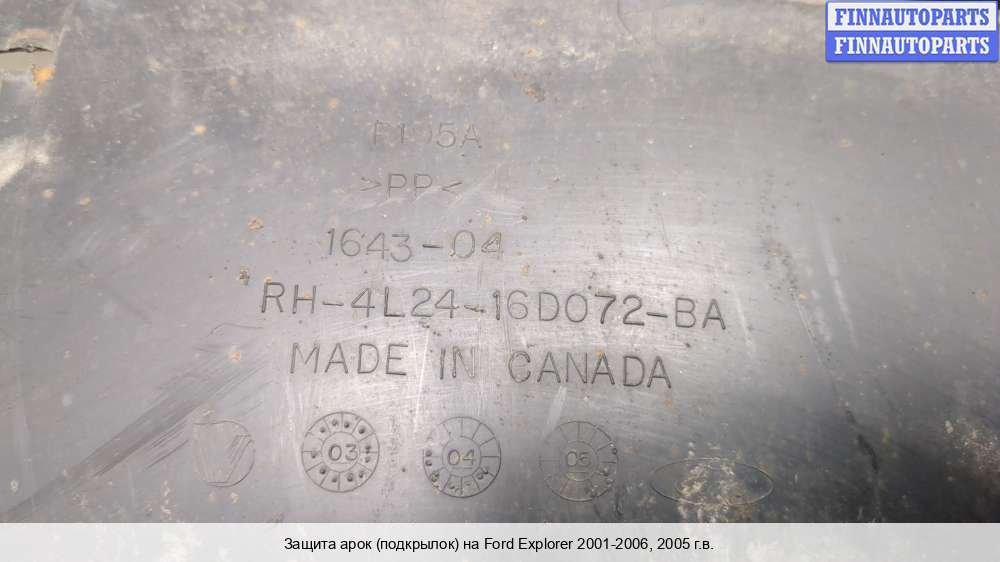 FINNAUTOPARTS
FINNAUTOPARTS
>PP<
1643-04
RH-4L24-16D072-BA
MADE IN CANADA
03 04 05
Защита арок (подкрылок) на Ford Explorer 2001-2006, 2005 г.в.